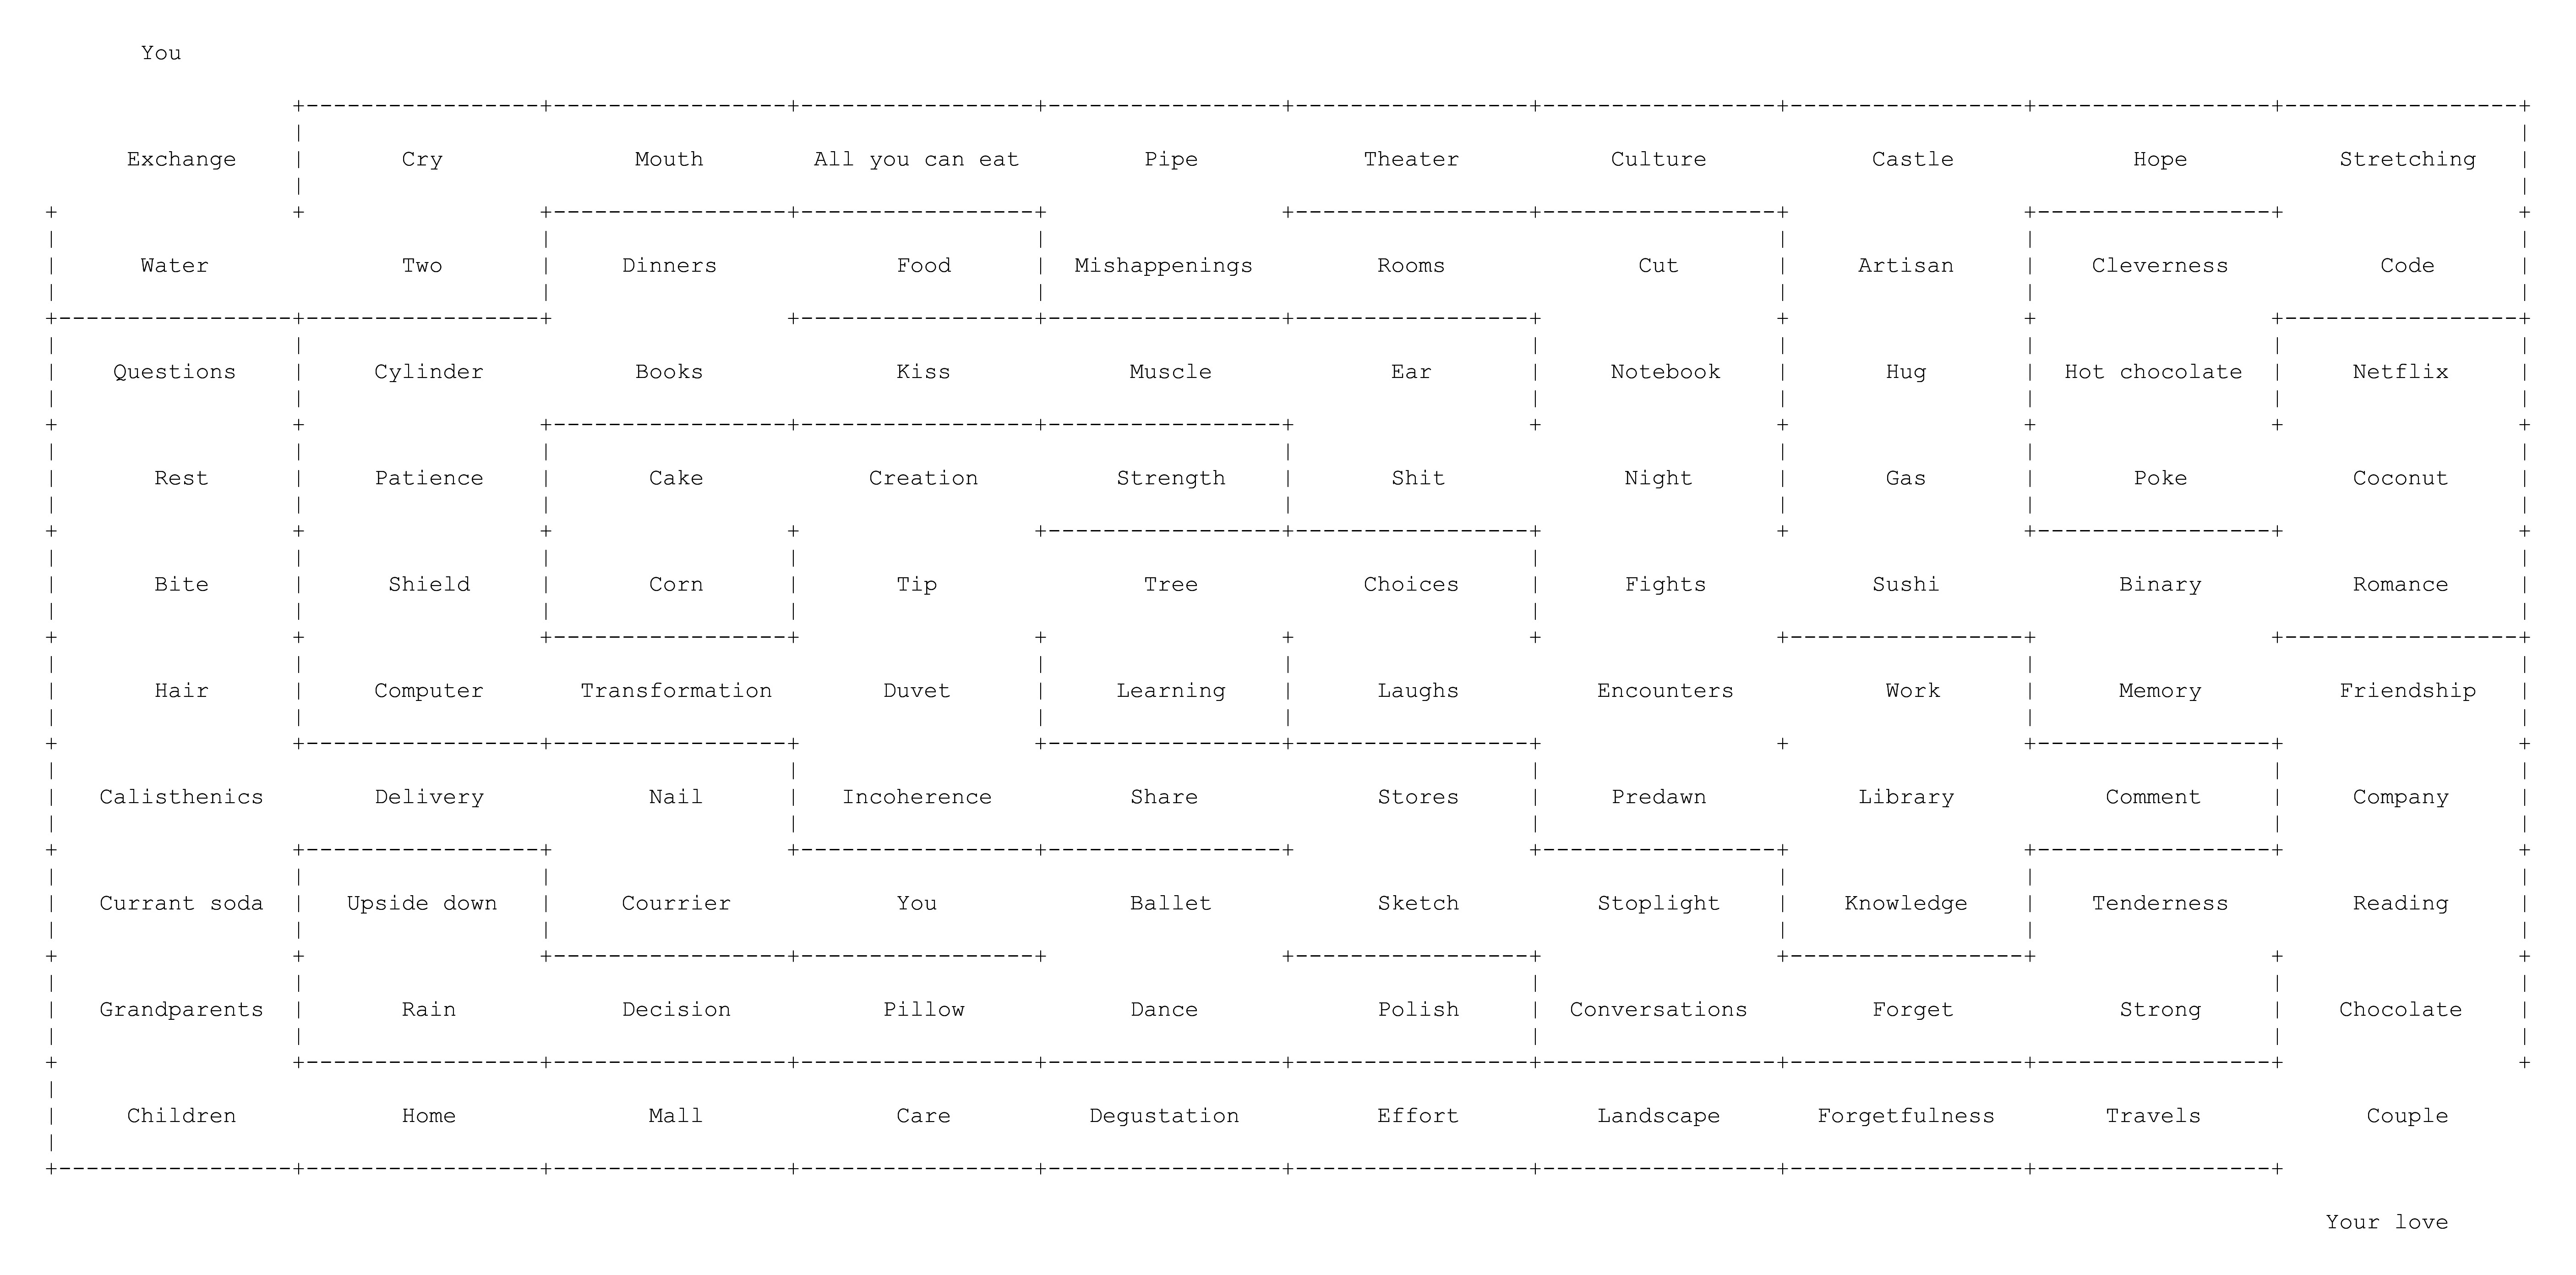 You
Exchange Cry Mouth All you can eat Pipe Theater Culture Castle Hope Stretching
Water Two Dinners Food Mishappenings Rooms Cut Artisan Cleverness Code
Questions Cylinder Books Kiss Muscle Ear Notebook Hug Hot chocolate Netflix
Rest Patience Cake Creation Strength Shit Night Gas Poke Coconut
Bite Shield Corn Tip Tree Choices Fights Sushi Binary Romance
Hair Computer Transformation Duvet Learning Laughs Encounters Work Memory Friendship
Calisthenics Delivery Nail Incoherence Share Stores Predawn Library Comment Company
Currant soda Upside down Courrier You Ballet Sketch Stoplight Knowledge Tenderness Reading
Grandparents Rain Decision Pillow Dance Polish Conversations Forget Strong Chocolate
Children Home Mall Care Degustation Effort Landscape Forgetfulness Travels Couple
Your love